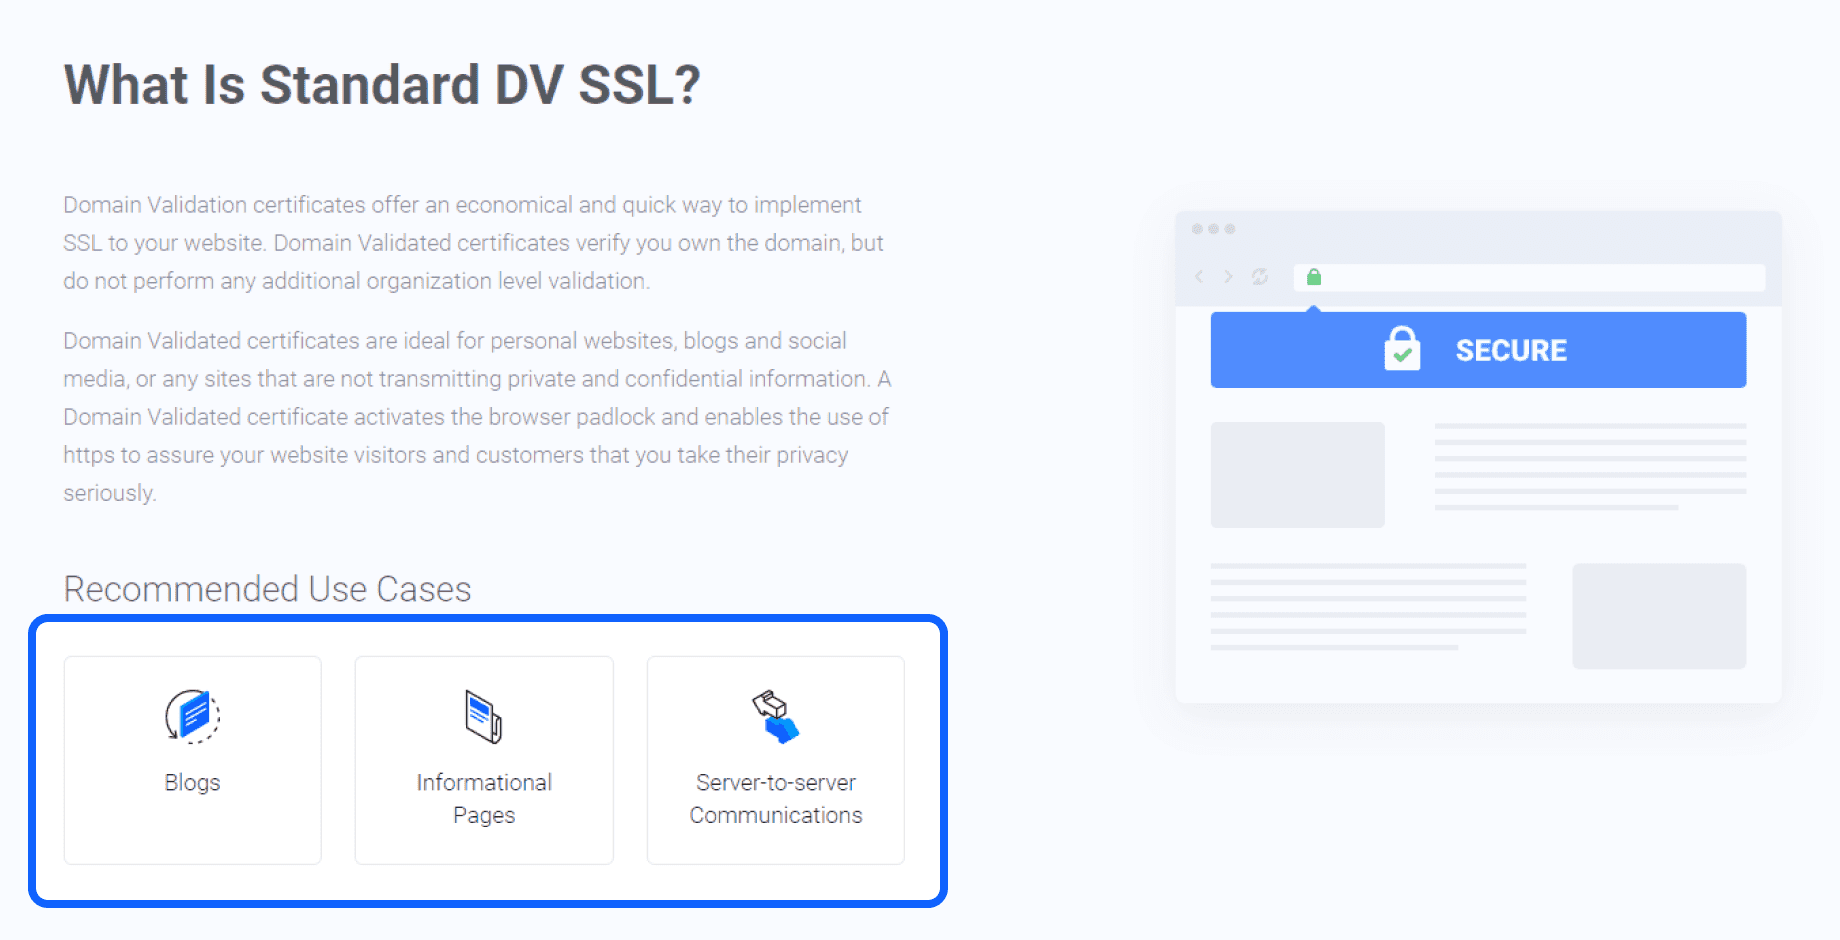 What Is Standard DV SSL?
Domain Validation certificates offer an economical and quick way to implement
SSL to your website. Domain Validated certificates verify you own the domain, but
do not perform any additional organization level validation.
Domain Validated certificates are ideal for personal websites, blogs and social
media, or any sites that are not transmitting private and confidential information. A
Domain Validated certificate activates the browser padlock and enables the use of
https to assure your website visitors and customers that you take their privacy
seriously.
Recommended Use Cases
Blogs
Informational
Pages
Server-to-server
Communications
SECURE